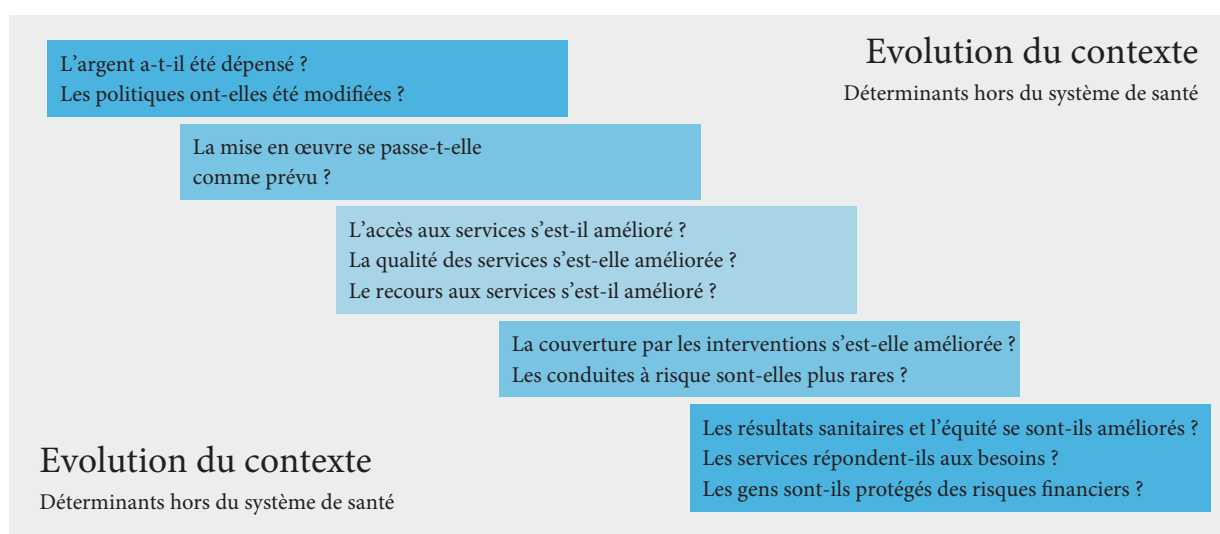 L'argent a-t-il été dépensé ?
Les politiques ont-elles été modifiées ?
Evolution du contexte
Déterminants hors du système de santé
La mise en œuvre se passe-t-elle
comme prévu ?
L'accès aux services s'est-il amélioré ?
La qualité des services s'est-elle améliorée ?
Le recours aux services s'est-il amélioré ?
La couverture par les interventions s'est-elle améliorée ?
Les conduites à risque sont-elles plus rares ?
Les résultats sanitaires et l'équité se sont-ils améliorés ?
Les services répondent-ils aux besoins ?
Les gens sont-ils protégés des risques financiers ?
Evolution du contexte
Déterminants hors du système de santé